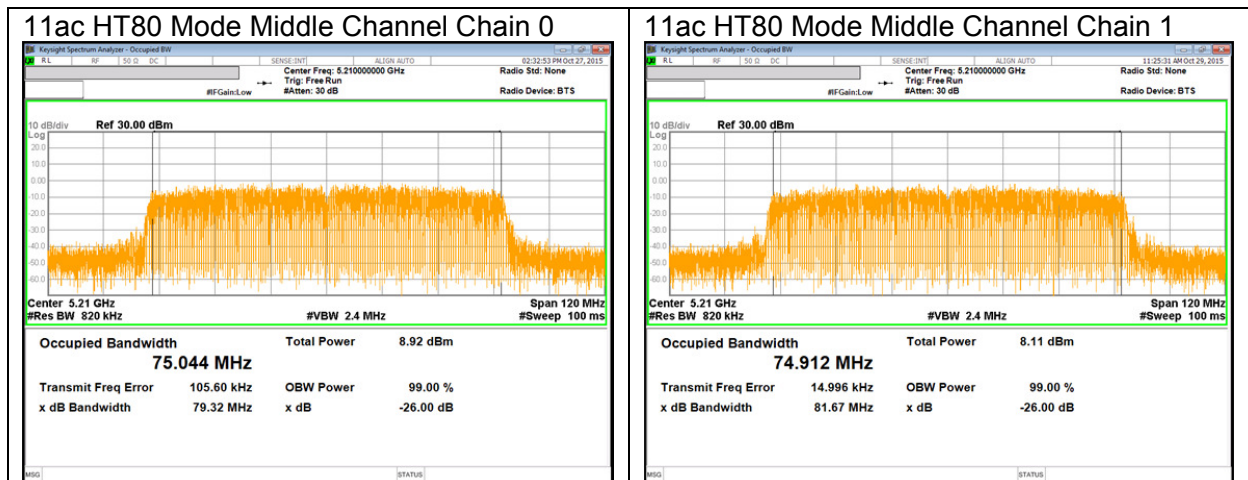 11ac HT80 Mode Middle Channel Chain 0
Keysight Spectrum Analyzer - Occupied BW
RL RF 50 Ω DC SENSE:INT ALIGN AUTO 02:32:53 PM Oct 27, 2015
Center Freq: 5.210000000 GHz Radio Std: None
Trig: Free Run
#IFGain:Low #Atten: 30 dB Radio Device: BTS
10 dB/div Ref 30.00 dBm
Log
20.0
10.0
0.00
-10.0
-20.0
-30.0
-40.0
-50.0
-60.0
Center 5.21 GHz Span 120 MHz
#Res BW 820 kHz #VBW 2.4 MHz #Sweep 100 ms
Occupied Bandwidth Total Power 8.92 dBm
75.044 MHz
Transmit Freq Error 105.60 kHz OBW Power 99.00 %
x dB Bandwidth 79.32 MHz x dB -26.00 dB
MSG STATUS
11ac HT80 Mode Middle Channel Chain 1
Keysight Spectrum Analyzer - Occupied BW
RL RF 50 Ω DC SENSE:INT ALIGN AUTO 11:25:31 AM Oct 29, 2015
Center Freq: 5.210000000 GHz Radio Std: None
Trig: Free Run
#IFGain:Low #Atten: 30 dB Radio Device: BTS
10 dB/div Ref 30.00 dBm
Log
20.0
10.0
0.00
-10.0
-20.0
-30.0
-40.0
-50.0
-60.0
Center 5.21 GHz Span 120 MHz
#Res BW 820 kHz #VBW 2.4 MHz #Sweep 100 ms
Occupied Bandwidth Total Power 8.11 dBm
74.912 MHz
Transmit Freq Error 14.996 kHz OBW Power 99.00 %
x dB Bandwidth 81.67 MHz x dB -26.00 dB
MSG STATUS